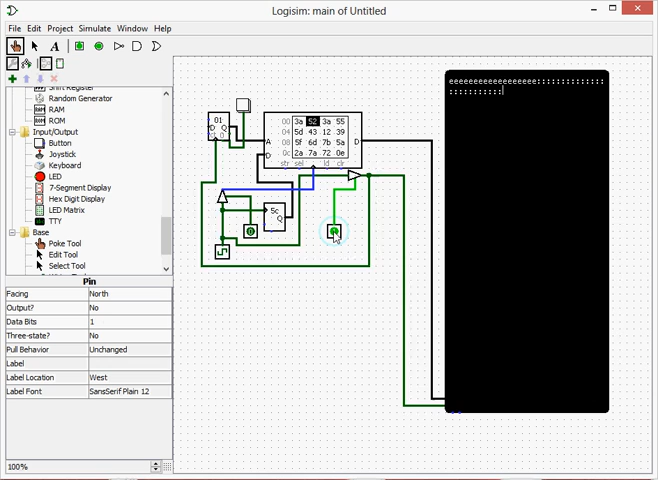 Logisim: main of Untitled
File Edit Project Simulate Window Help
A
Shift Register
Random Generator
RAM
ROM
Input/Output
Button
Joystick
Keyboard
LED
7-Segment Display
Hex Digit Display
LED Matrix
TTY
Base
Poke Tool
Edit Tool
Select Tool
Pin
Facing North
Output? No
Data Bits 1
Three-state? No
Pull Behavior Unchanged
Label
Label Location West
Label Font SansSerif Plain 12
100%
01
D Q
00 3a 52 3a 55
04 5d 43 12 39
08 5f 6d 7b 5a
0c 2a 7a 72 0e
A
D
D
str sel ld clr
5c
Q
0
eeeeeeeeeeeeeeeeee::::::::::::::
:::::::::::